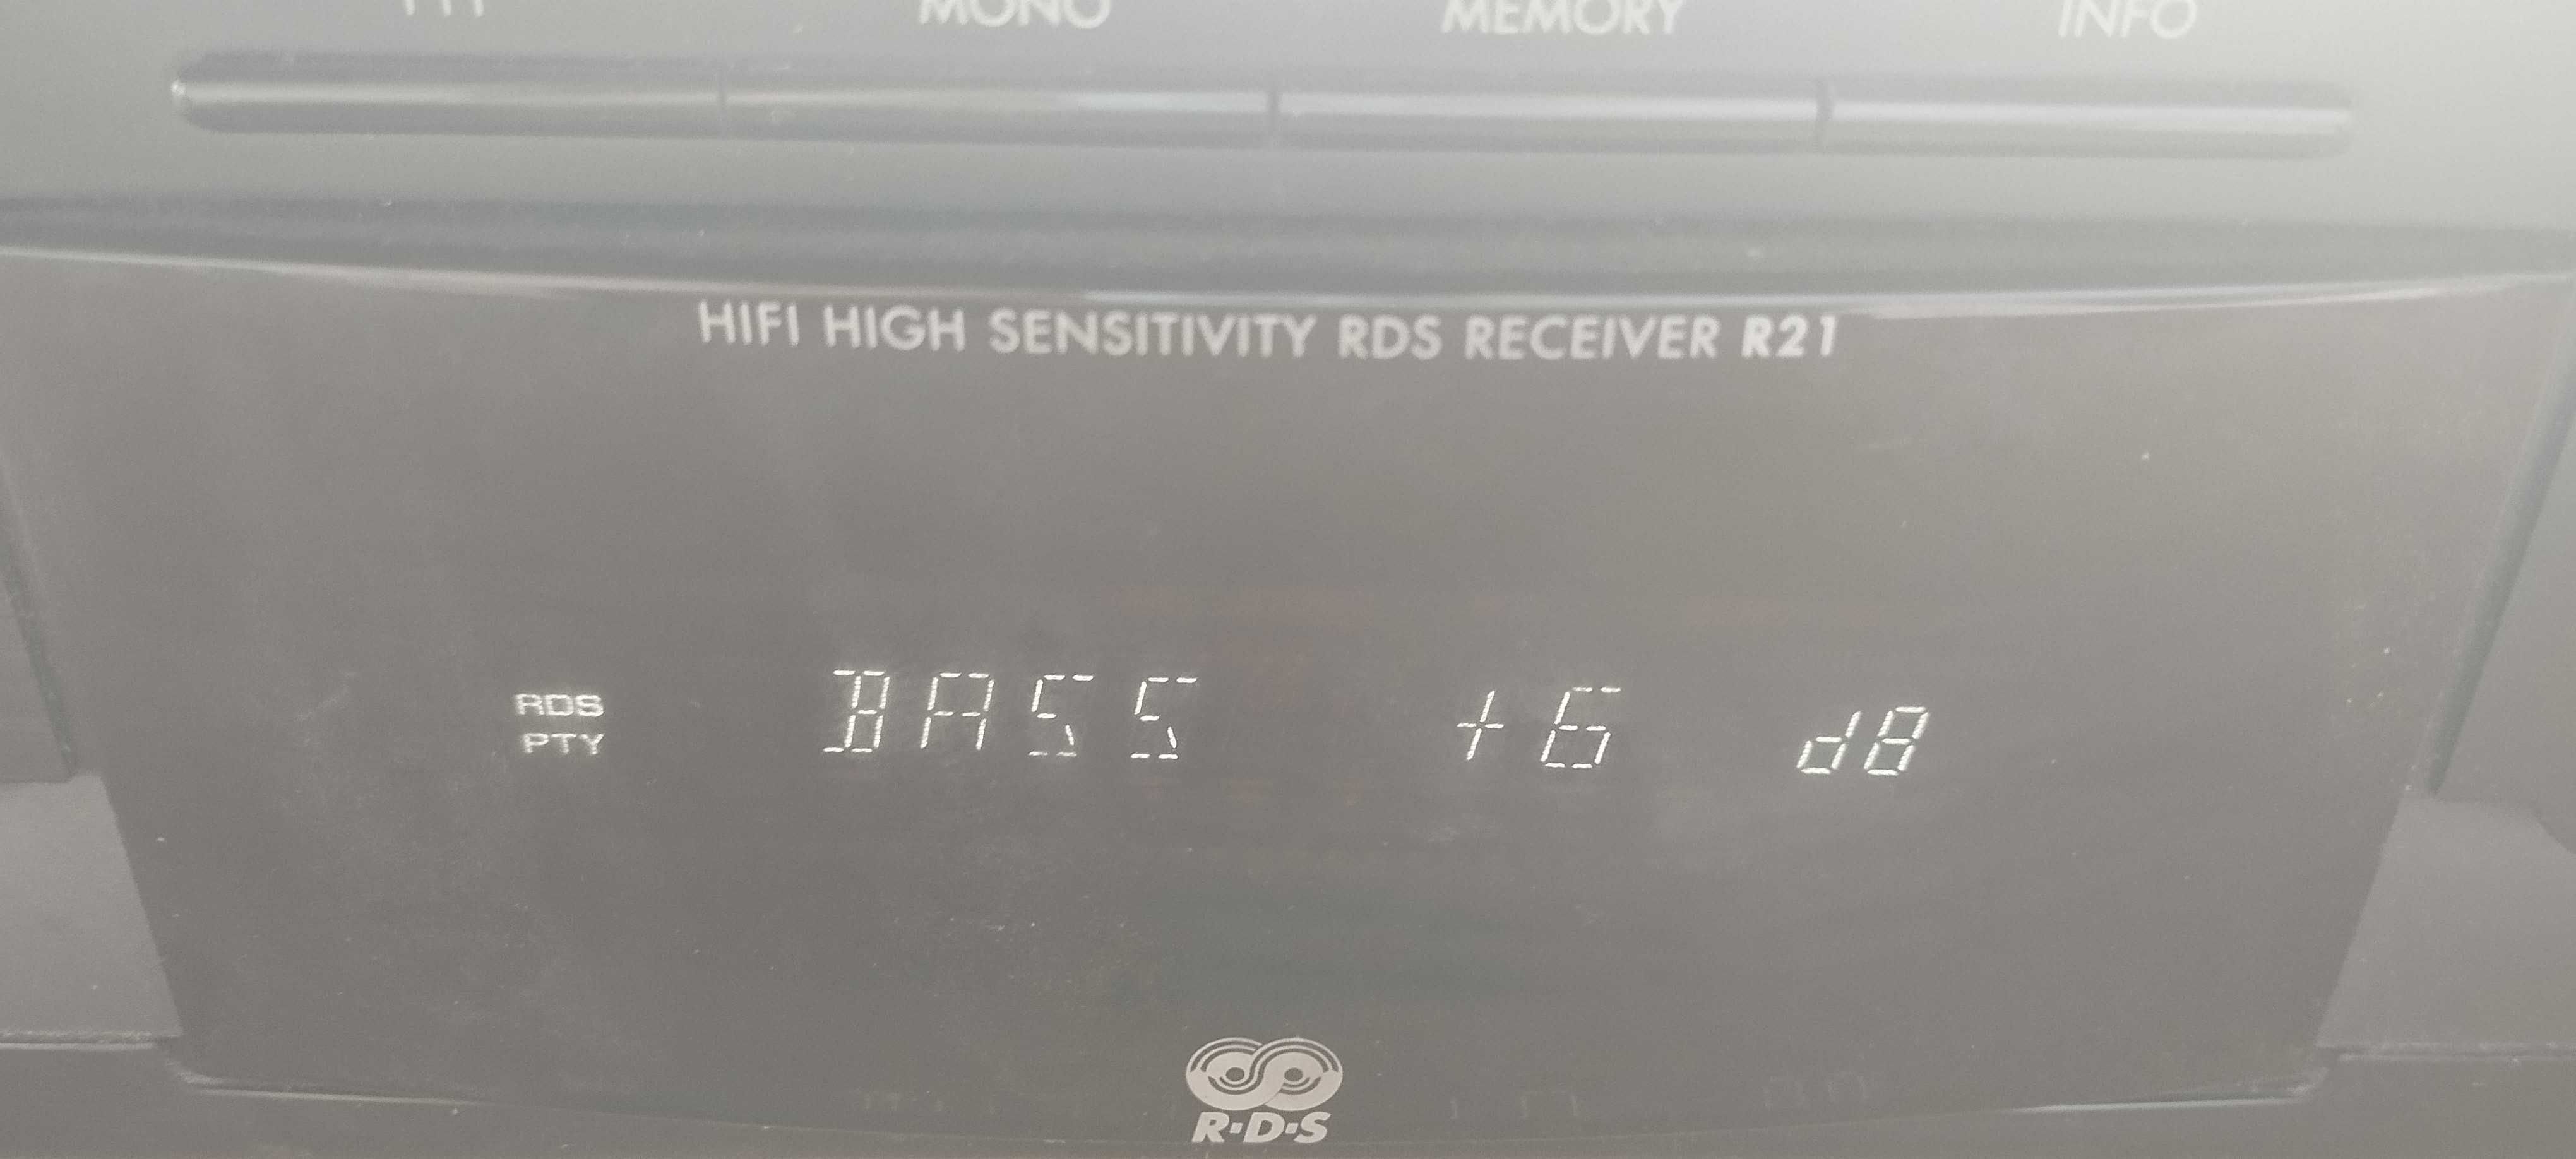 MONO MEMORY INFO
HIFI HIGH SENSITIVITY RDS RECEIVER R21
RDS
PTY
BASS +6 dB
R·D·S